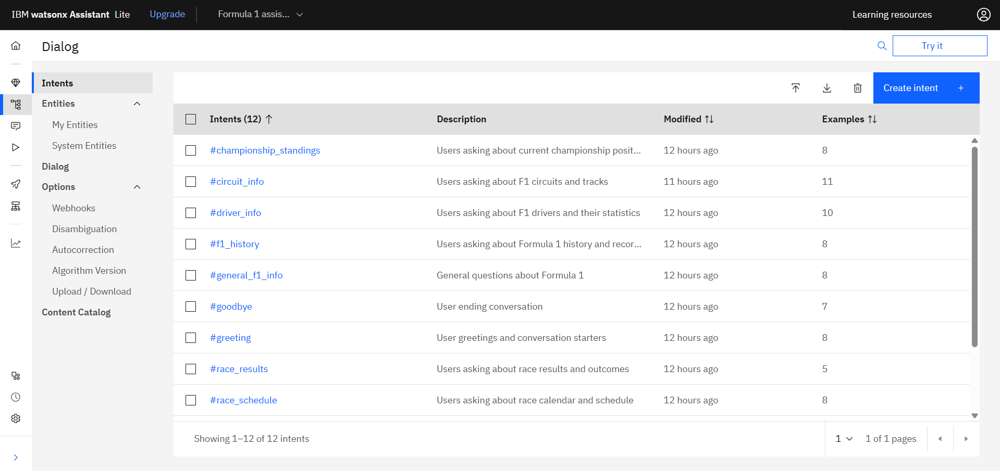 IBM watsonx Assistant Lite Upgrade Formula 1 assis... Learning resources
Dialog Try it
Intents
Entities
My Entities
System Entities
Dialog
Options
Webhooks
Disambiguation
Autocorrection
Algorithm Version
Upload / Download
Content Catalog
Create intent +
Intents (12) Description Modified Examples
#championship_standings Users asking about current championship posit... 12 hours ago 8
#circuit_info Users asking about F1 circuits and tracks 11 hours ago 11
#driver_info Users asking about F1 drivers and their statistics 12 hours ago 10
#f1_history Users asking about Formula 1 history and recor... 12 hours ago 8
#general_f1_info General questions about Formula 1 12 hours ago 8
#goodbye User ending conversation 12 hours ago 7
#greeting User greetings and conversation starters 12 hours ago 8
#race_results Users asking about race results and outcomes 12 hours ago 5
#race_schedule Users asking about race calendar and schedule 12 hours ago 8
Showing 1–12 of 12 intents 1 1 of 1 pages